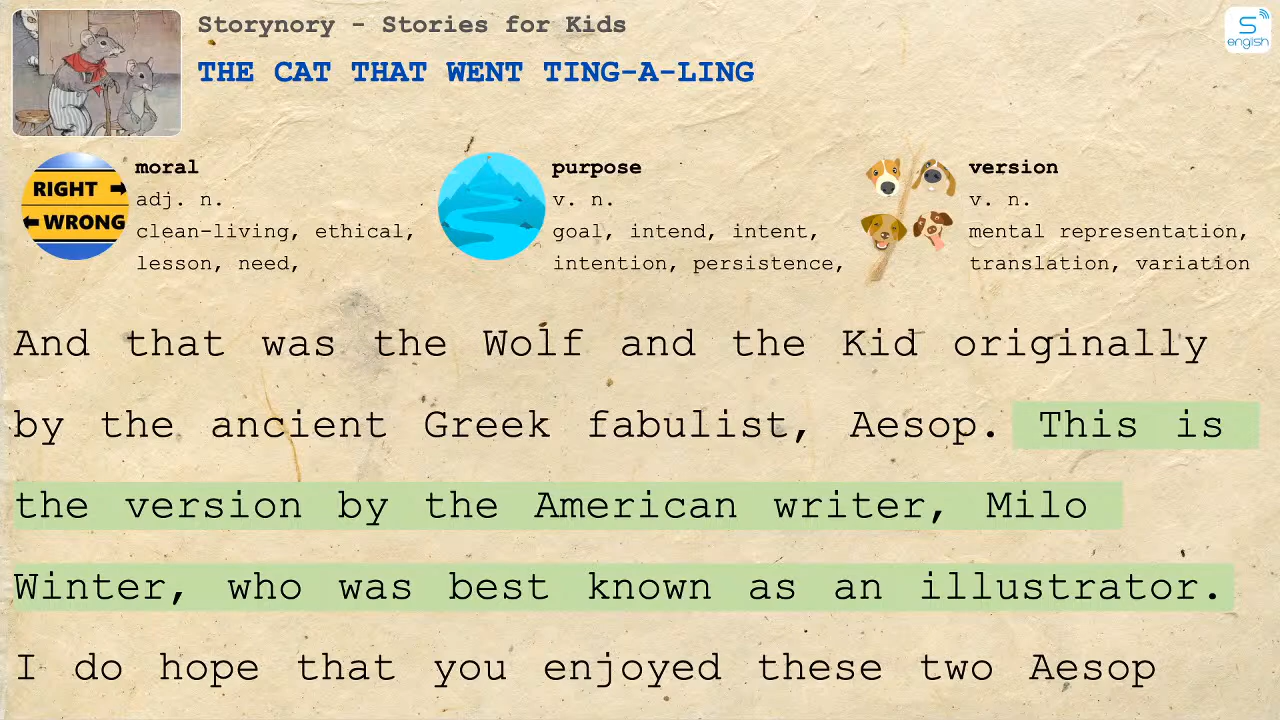 Storynory - Stories for Kids
THE CAT THAT WENT TING-A-LING
S
english
RIGHT
WRONG
moral
adj. n.
clean-living, ethical,
lesson, need,
purpose
v. n.
goal, intend, intent,
intention, persistence,
version
v. n.
mental representation,
translation, variation
And that was the Wolf and the Kid originally
by the ancient Greek fabulist, Aesop. This is
the version by the American writer, Milo
Winter, who was best known as an illustrator.
I do hope that you enjoyed these two Aesop